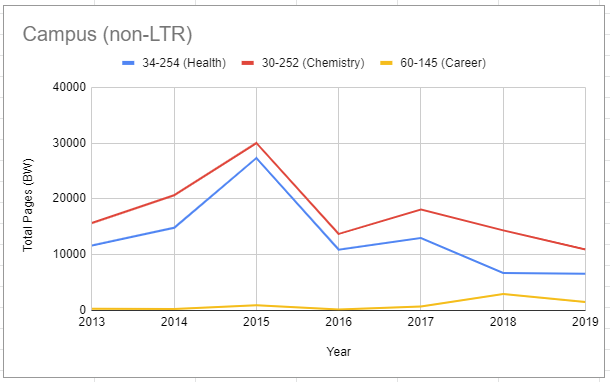 Campus (non-LTR)
34-254 (Health) 30-252 (Chemistry) 60-145 (Career)
40000
30000
20000
10000
0
Total Pages (BW)
2013 2014 2015 2016 2017 2018 2019
Year